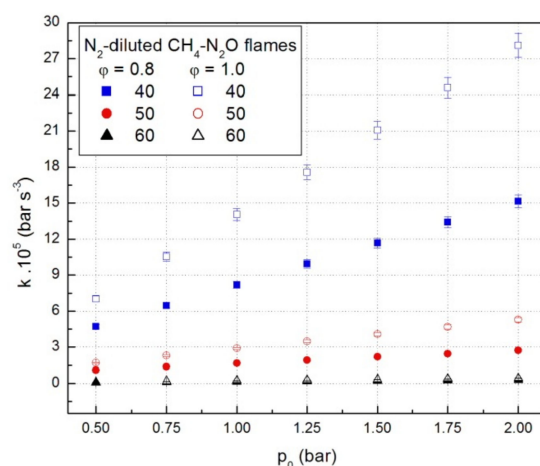 N₂-diluted CH₄-N₂O flames
φ = 0.8 φ = 1.0
40 40
50 50
60 60
30
27
24
21
18
15
12
9
6
3
0
k .10⁵ (bar s⁻³)
0.50 0.75 1.00 1.25 1.50 1.75 2.00
p₀ (bar)